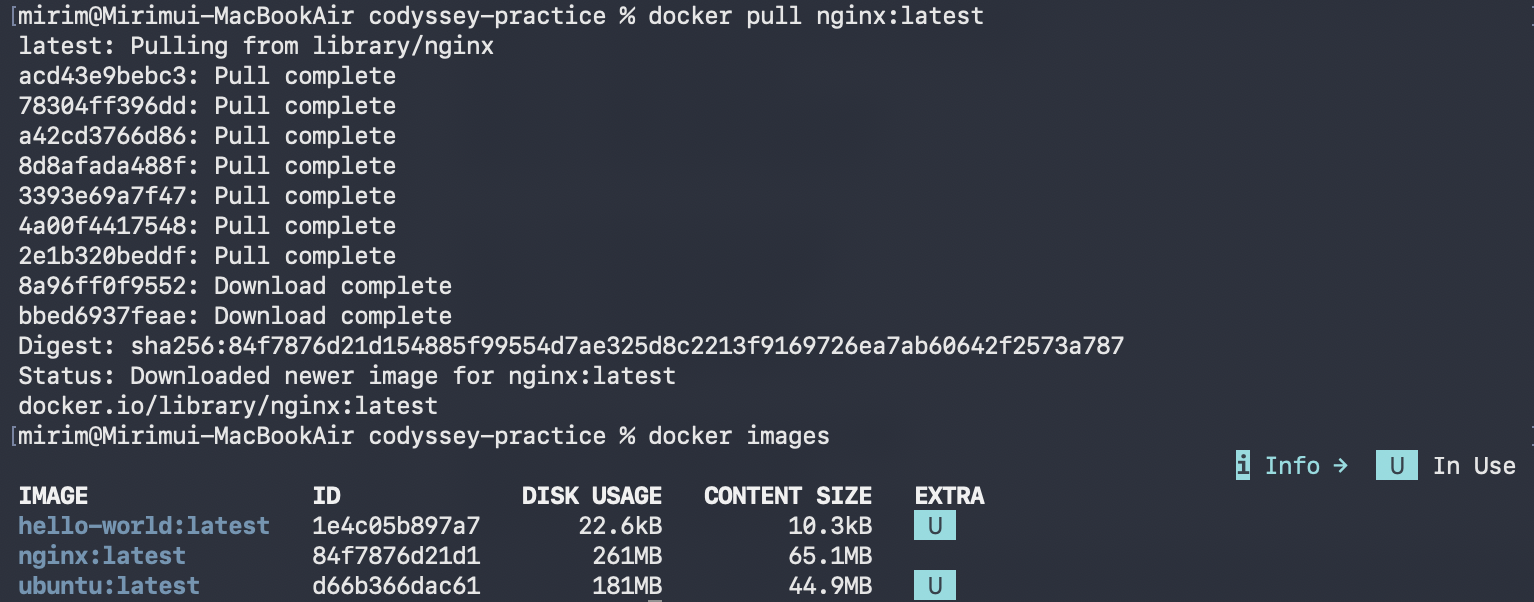 [mirim@Mirimui-MacBookAir codyssey-practice % docker pull nginx:latest
latest: Pulling from library/nginx
acd43e9bebc3: Pull complete
78304ff396dd: Pull complete
a42cd3766d86: Pull complete
8d8afada488f: Pull complete
3393e69a7f47: Pull complete
4a00f4417548: Pull complete
2e1b320beddf: Pull complete
8a96ff0f9552: Download complete
bbed6937feae: Download complete
Digest: sha256:84f7876d21d154885f99554d7ae325d8c2213f9169726ea7ab60642f2573a787
Status: Downloaded newer image for nginx:latest
docker.io/library/nginx:latest
[mirim@Mirimui-MacBookAir codyssey-practice % docker images
i Info → U In Use
IMAGE ID DISK USAGE CONTENT SIZE EXTRA
hello-world:latest 1e4c05b897a7 22.6kB 10.3kB U
nginx:latest 84f7876d21d1 261MB 65.1MB
ubuntu:latest d66b366dac61 181MB 44.9MB U